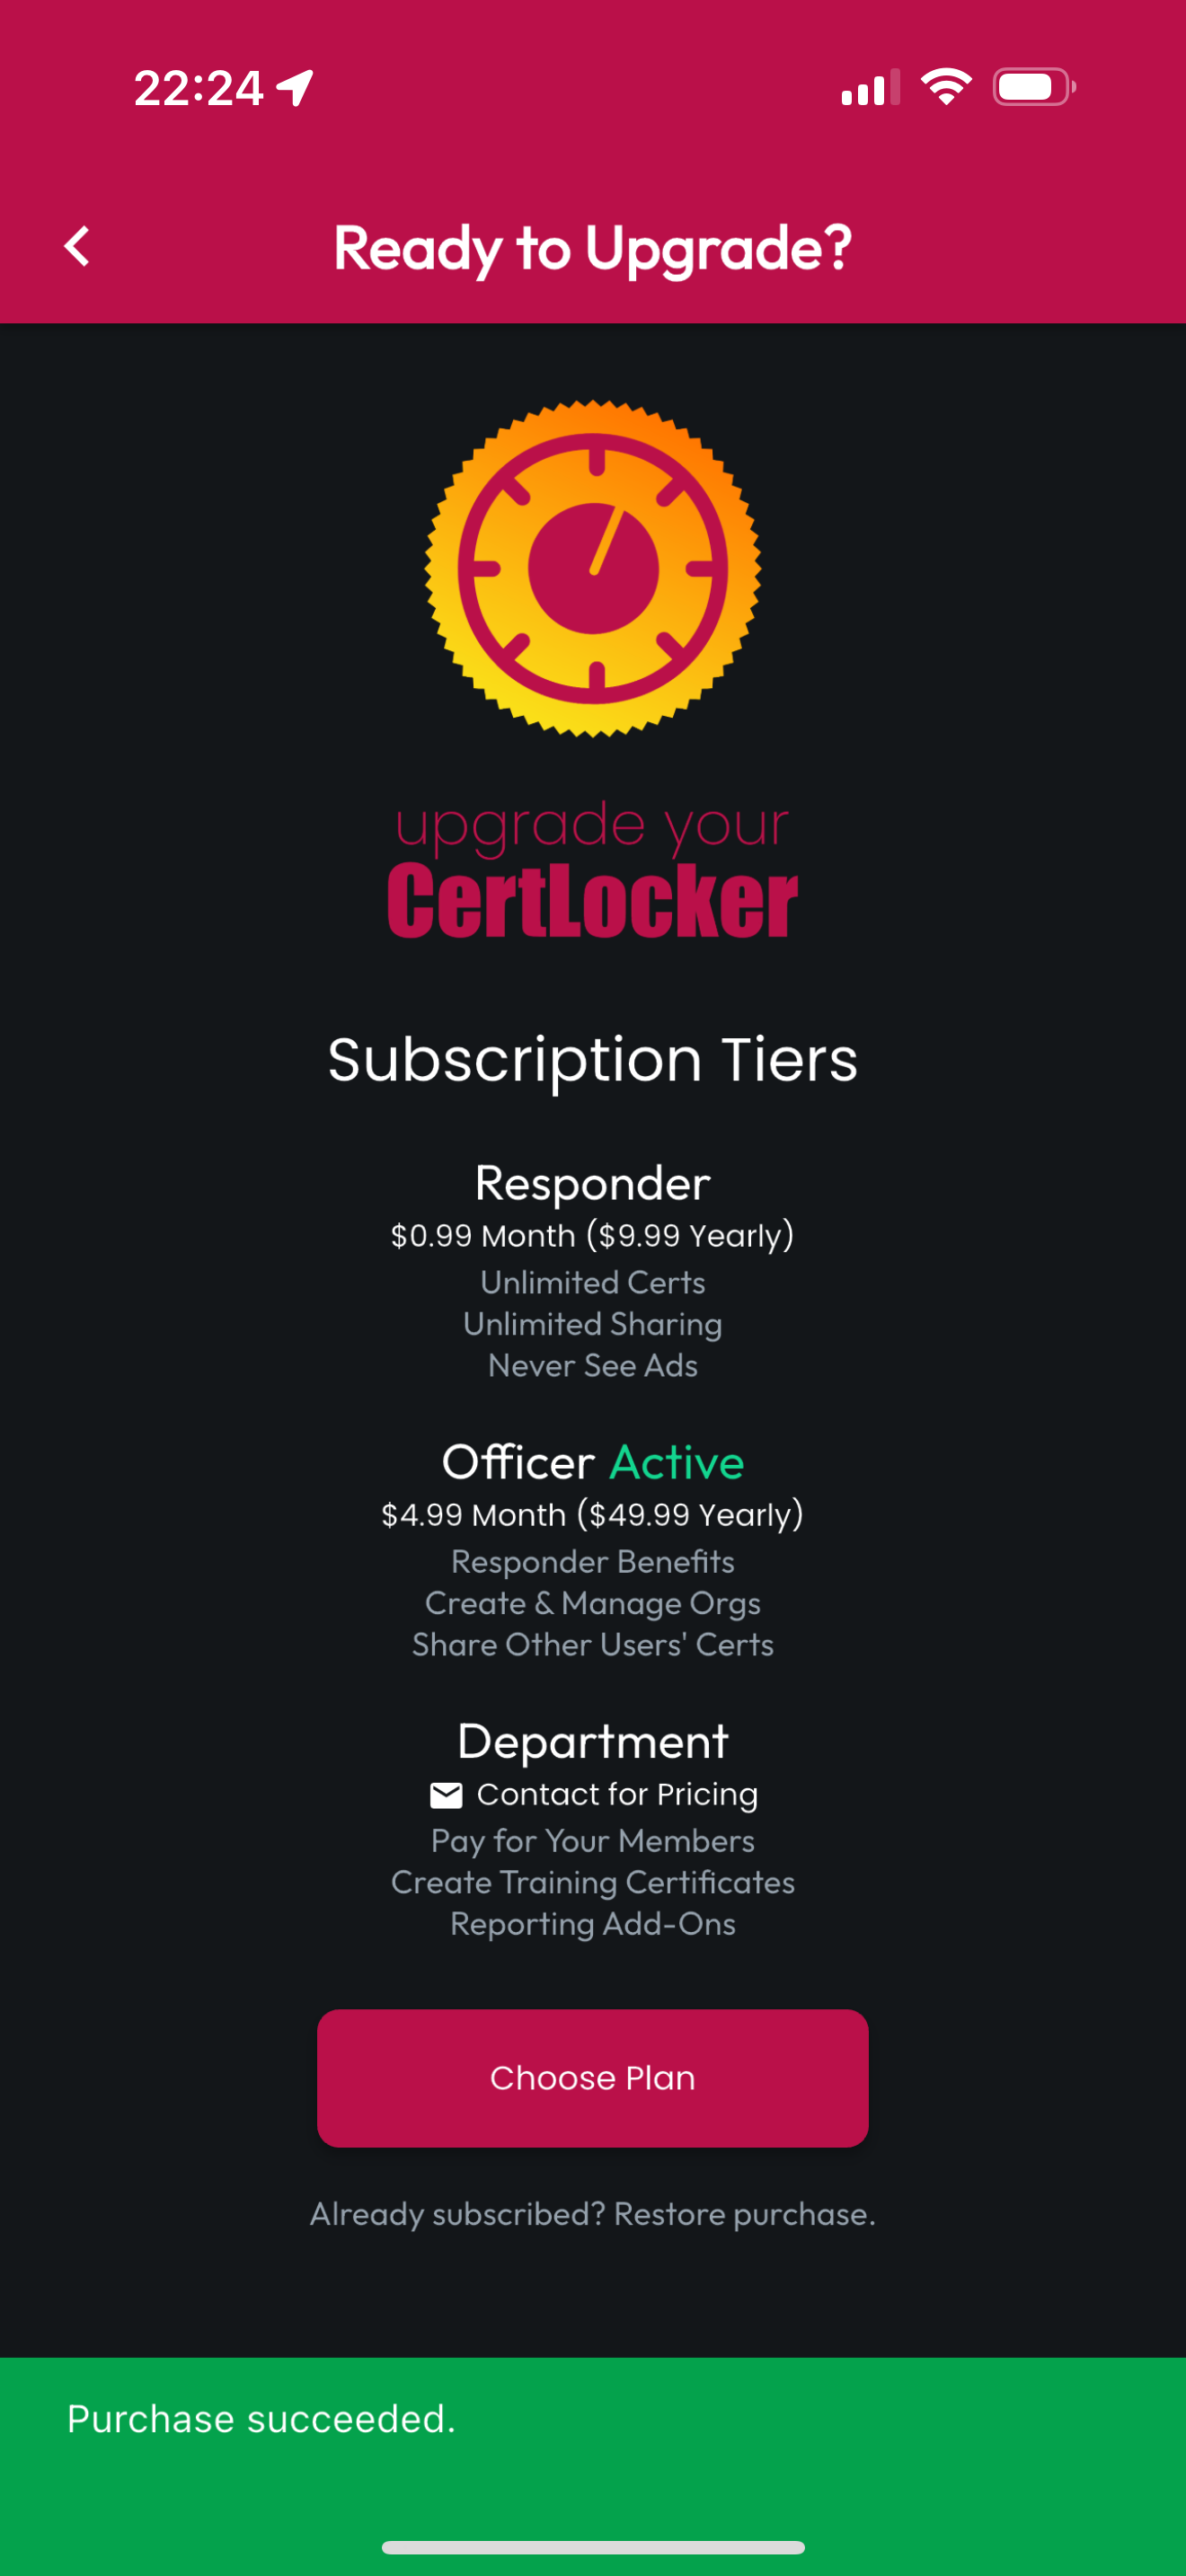 22:24
Ready to Upgrade?
upgrade your
CertLocker
Subscription Tiers
Responder
$0.99 Month ($9.99 Yearly)
Unlimited Certs
Unlimited Sharing
Never See Ads
Officer Active
$4.99 Month ($49.99 Yearly)
Responder Benefits
Create & Manage Orgs
Share Other Users' Certs
Department
Contact for Pricing
Pay for Your Members
Create Training Certificates
Reporting Add-Ons
Choose Plan
Already subscribed? Restore purchase.
Purchase succeeded.